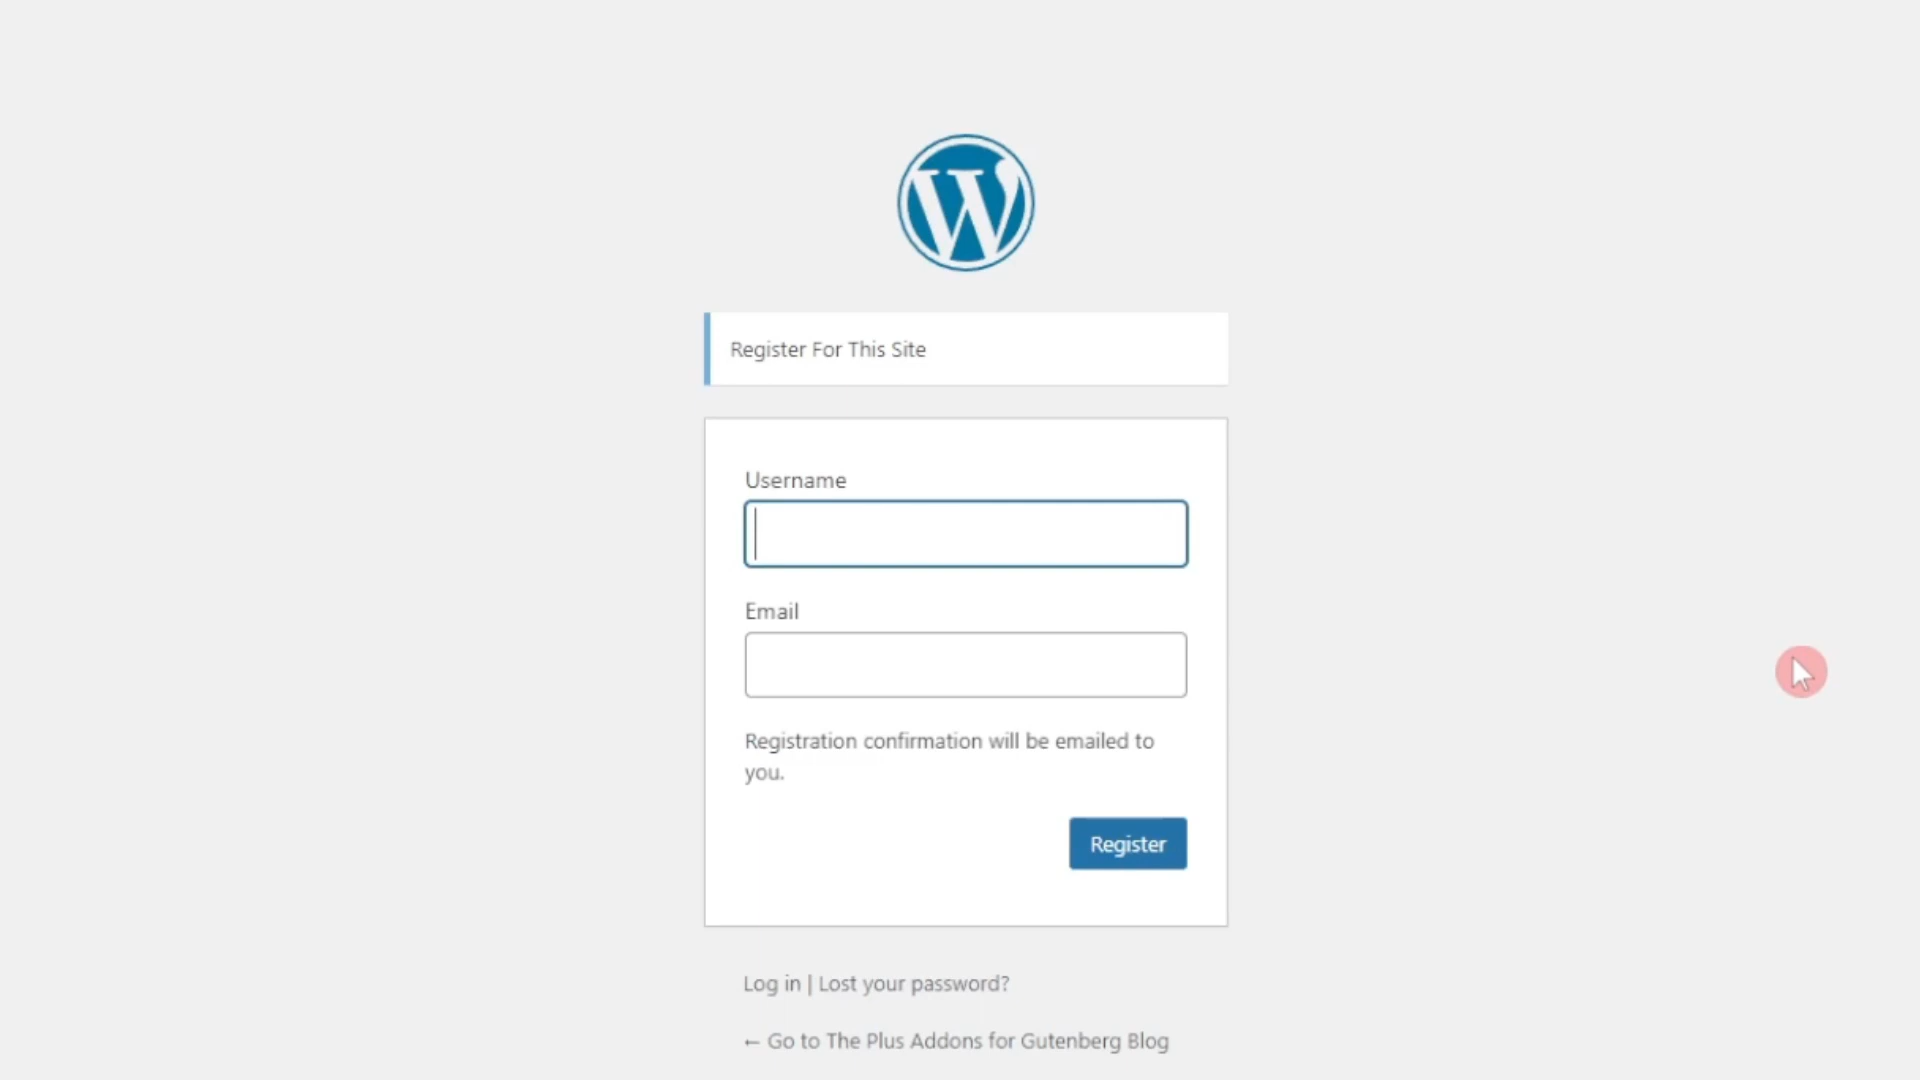 Register For This Site
Username
Email
Registration confirmation will be emailed to
you.
Register
Log in | Lost your password?
← Go to The Plus Addons for Gutenberg Blog